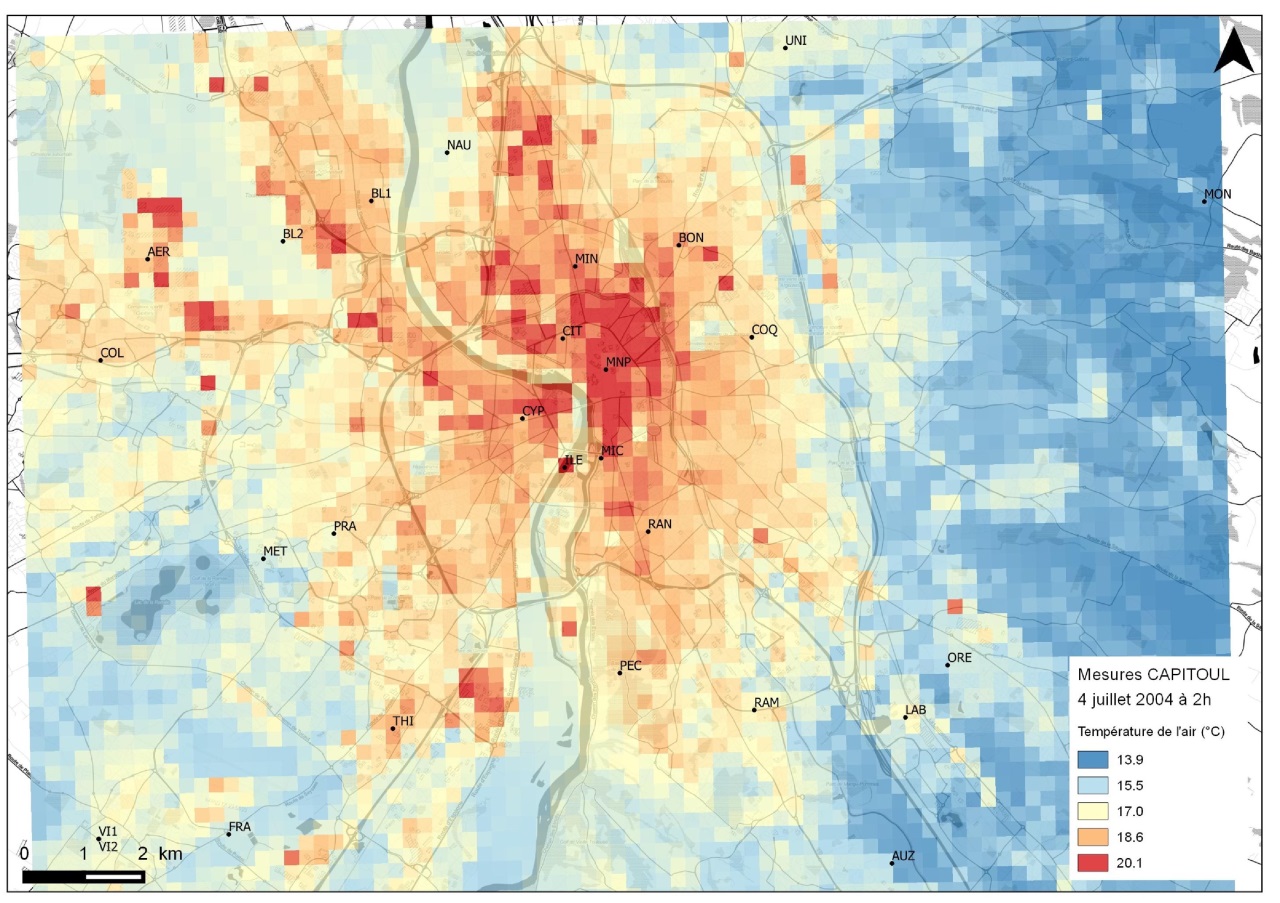 UNI
NAU
BL1
MON
BL2
BON
AER
MIN
CIT
COQ
COL
MNP
CYP
MIC
ILE
PRA
RAN
MET
ORE
PEC
RAM
LAB
THI
FRA
VI1
VI2
AUZ
0 1 2 km
Mesures CAPITOUL
4 juillet 2004 à 2h
Température de l'air (°C)
13.9
15.5
17.0
18.6
20.1